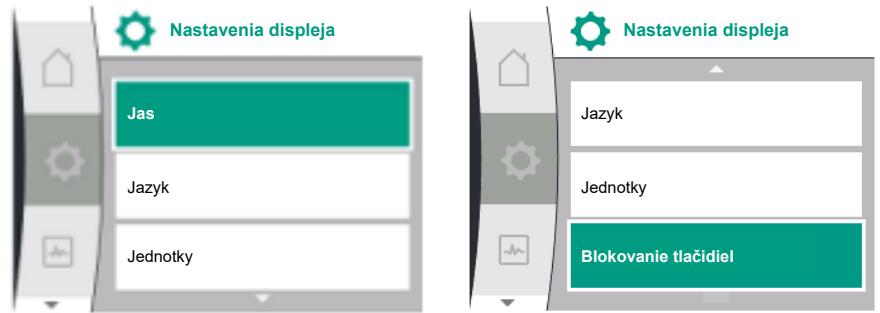 Nastavenia displeja
Jas
Jazyk
Jednotky
Nastavenia displeja
Jazyk
Jednotky
Blokovanie tlačidiel